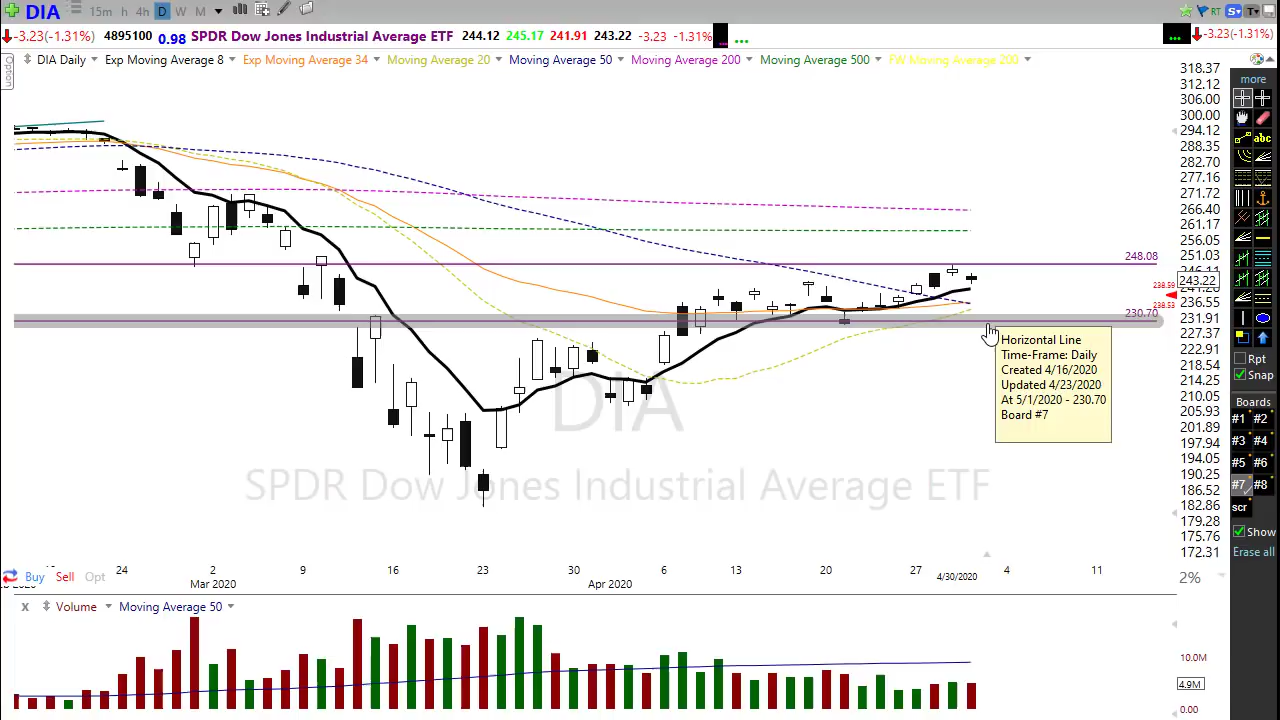 DIA 15m h 4h D W M RT S T
-3.23(-1.31%) 4895100 0.98 SPDR Dow Jones Industrial Average ETF 244.12 245.17 241.91 243.22 -3.23 -1.31% ... ... -3.23(-1.31%)
Option
DIA Daily Exp Moving Average 8 Exp Moving Average 34 Moving Average 20 Moving Average 50 Moving Average 200 Moving Average 500 FW Moving Average 200
318.37
312.12
306.00
300.00
294.12
288.35
282.70
277.16
271.72
266.40
261.17
256.05
251.03
248.08
243.22
238.59
238.53
236.55
230.70
231.91
227.37
222.91
218.54
214.25
210.05
205.93
201.89
197.94
194.05
190.25
186.52
182.86
179.28
175.76
172.31
Horizontal Line
Time-Frame: Daily
Created 4/16/2020
Updated 4/23/2020
At 5/1/2020 - 230.70
Board #7
DIA
SPDR Dow Jones Industrial Average ETF
more
abc
Rpt
Snap
Boards
#1 #2
#3 #4
#5 #6
#7 #8
scr
Show
Erase all
24 2 9 16 23 30 6 13 20 27 4/30/2020 4 11
Mar 2020 Apr 2020
Buy Sell Opt
2%
x Volume Moving Average 50
10.0M
4.9M
0.00